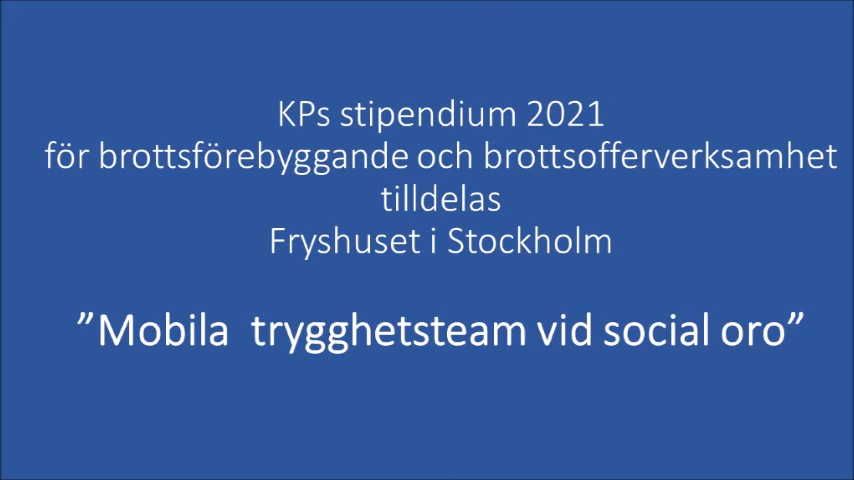 KPs stipendium 2021
för brottsförebyggande och brottsofferverksamhet
tilldelas
Fryshuset i Stockholm
”Mobila  trygghetsteam vid social oro”